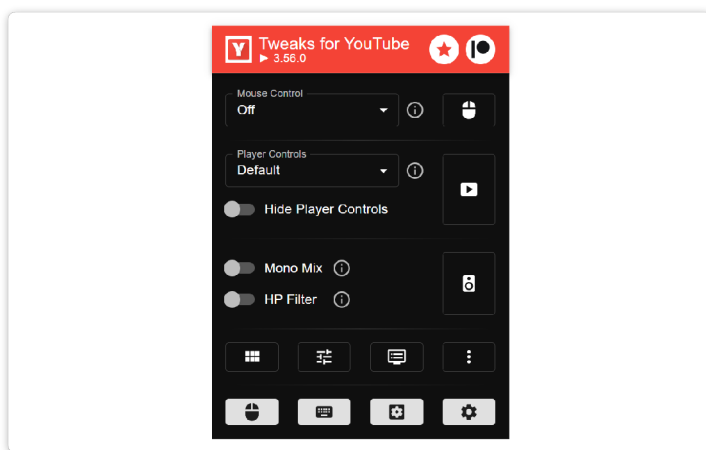 Y
Tweaks for YouTube
3.56.0
Mouse Control
Off
Player Controls
Default
Hide Player Controls
Mono Mix
HP Filter